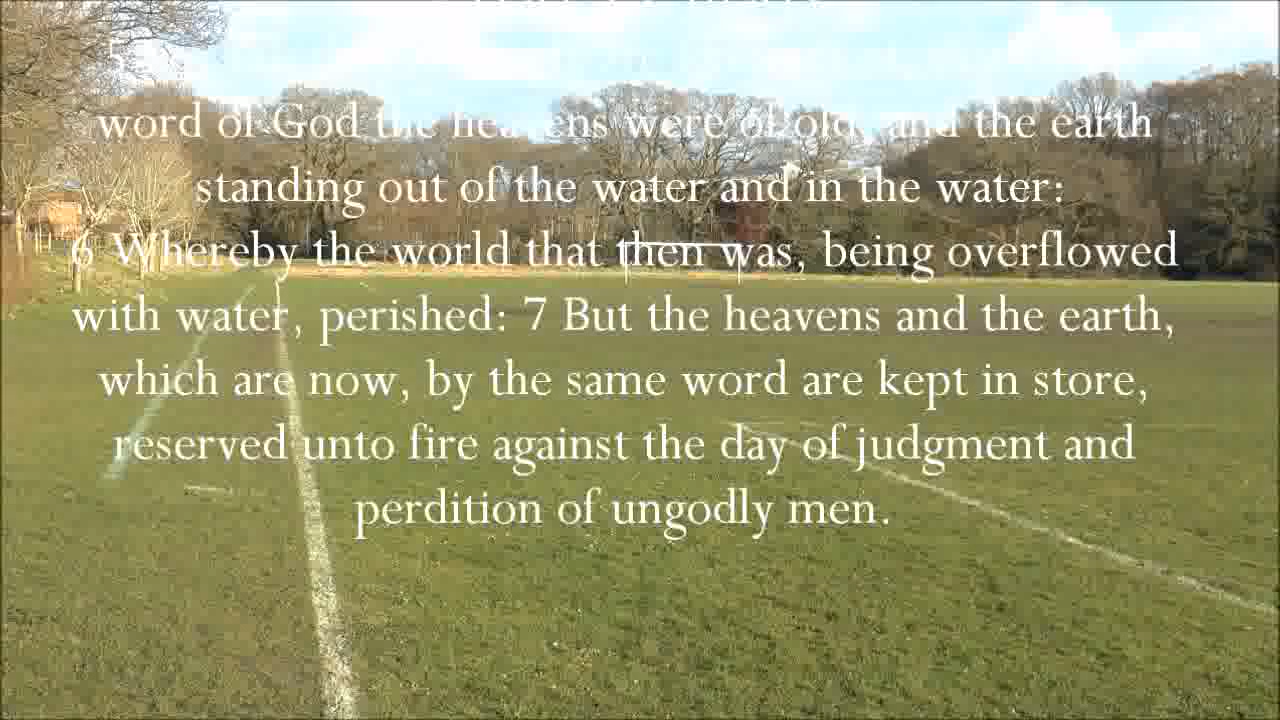 word of God the heavens were of old, and the earth
standing out of the water and in the water:
6 Whereby the world that then was, being overflowed
with water, perished: 7 But the heavens and the earth,
which are now, by the same word are kept in store,
reserved unto fire against the day of judgment and
perdition of ungodly men.